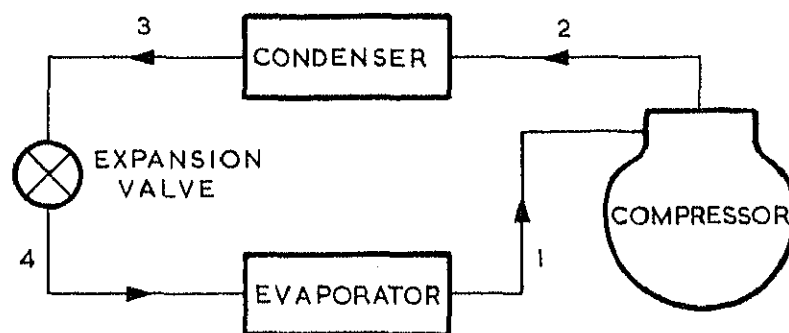 3
2
CONDENSER
EXPANSION
VALVE
COMPRESSOR
4
1
EVAPORATOR